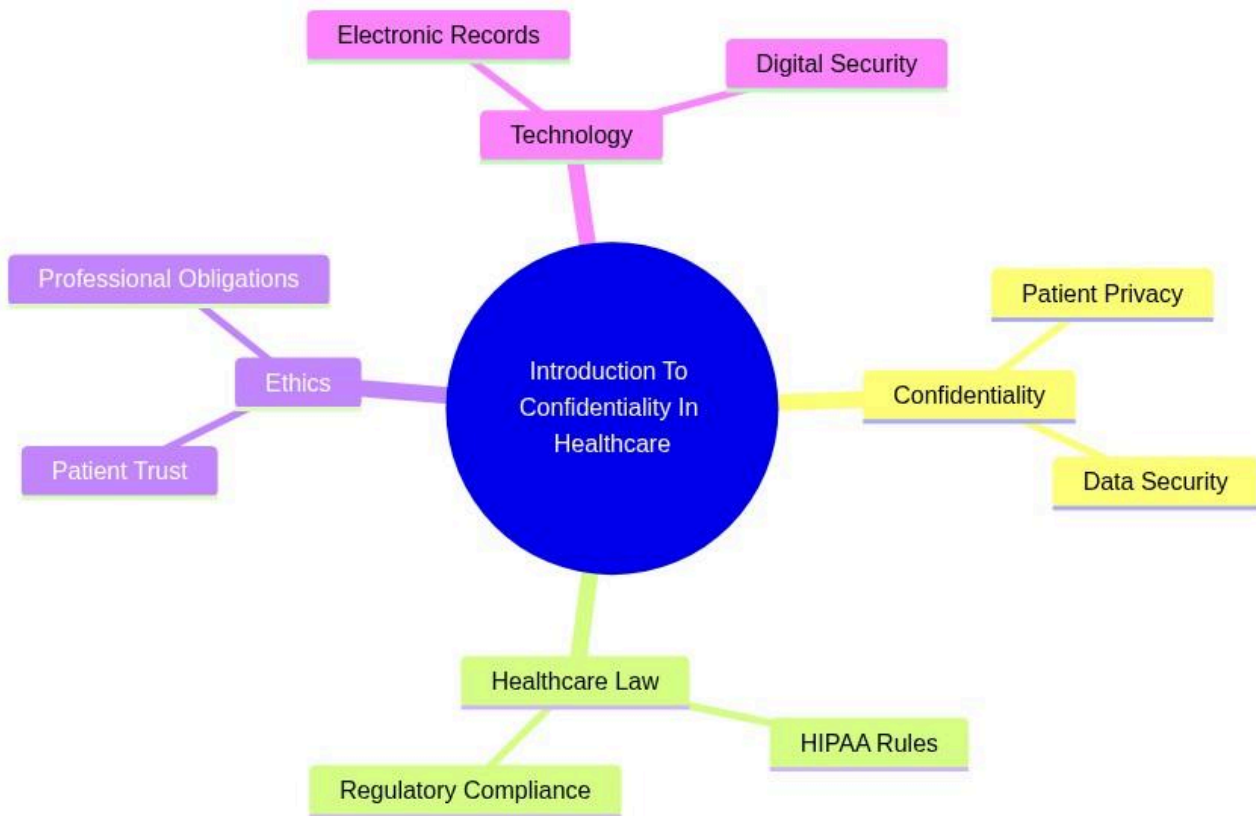 Electronic Records
Digital Security
Technology
Professional Obligations
Ethics
Patient Trust
Introduction To
Confidentiality In
Healthcare
Patient Privacy
Confidentiality
Data Security
Healthcare Law
HIPAA Rules
Regulatory Compliance